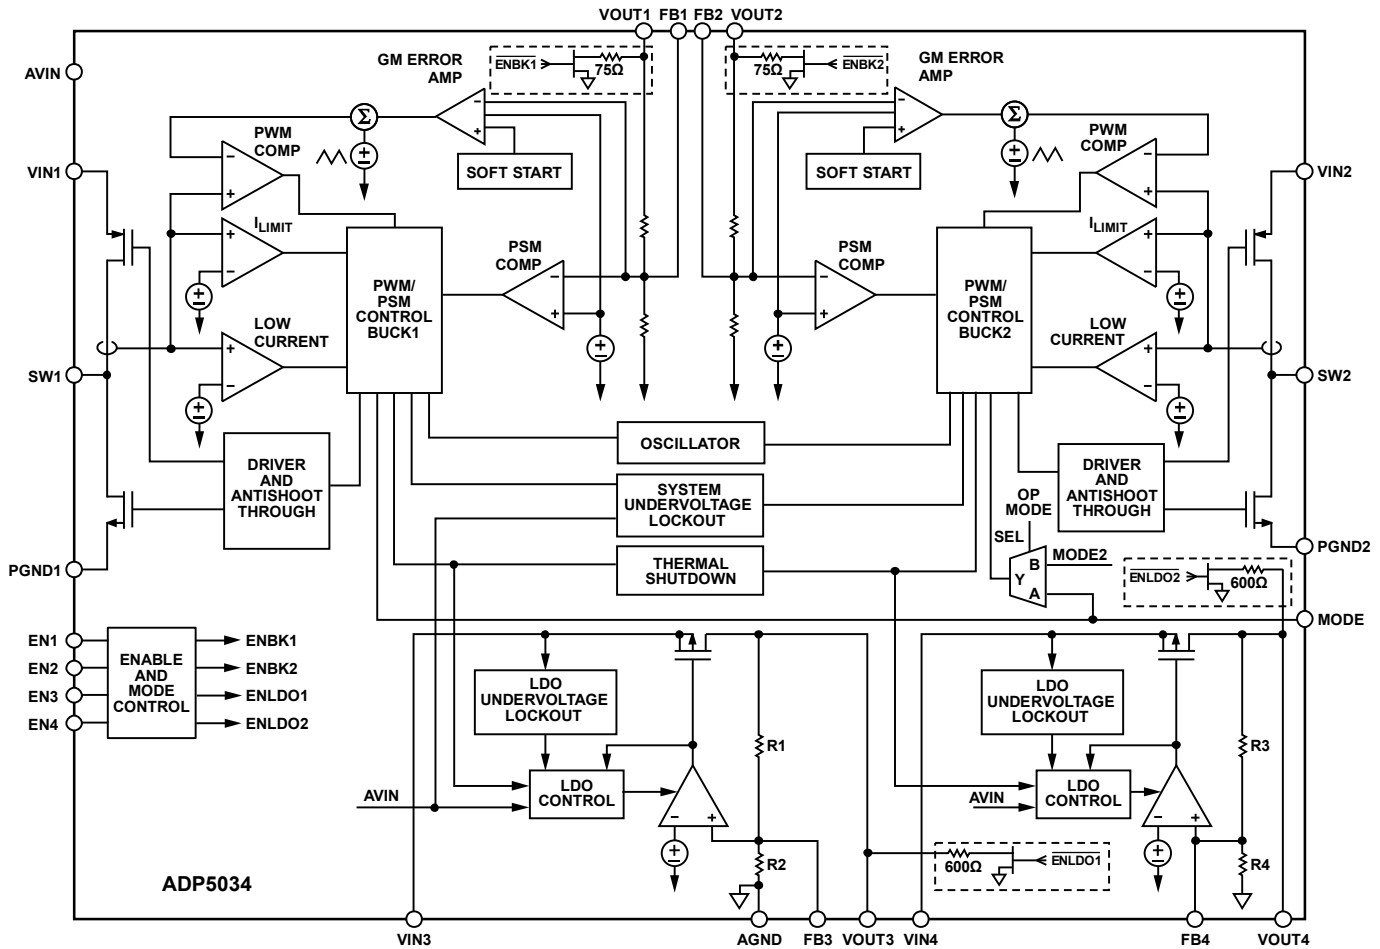 VOUT1 FB1 FB2 VOUT2
AVIN
GM ERROR
AMP
ENBK1
75Ω
75Ω
ENBK2
GM ERROR
AMP
Σ
PWM
COMP
SOFT START
SOFT START
Σ
PWM
COMP
VIN1
VIN2
ILIMIT
PWM/
PSM
CONTROL
BUCK1
PSM
COMP
PSM
COMP
PWM/
PSM
CONTROL
BUCK2
ILIMIT
LOW
CURRENT
LOW
CURRENT
SW1
SW2
OSCILLATOR
DRIVER
AND
ANTISHOOT
THROUGH
SYSTEM
UNDERVOLTAGE
LOCKOUT
DRIVER
AND
ANTISHOOT
THROUGH
OP
MODE
SEL
B
Y
A
MODE2
THERMAL
SHUTDOWN
ENLDO2
600Ω
PGND1
PGND2
MODE
EN1
EN2
EN3
EN4
ENABLE
AND
MODE
CONTROL
ENBK1
ENBK2
ENLDO1
ENLDO2
LDO
UNDERVOLTAGE
LOCKOUT
LDO
UNDERVOLTAGE
LOCKOUT
R1
R3
AVIN
LDO
CONTROL
AVIN
LDO
CONTROL
R2
600Ω
ENLDO1
R4
ADP5034
VIN3 AGND FB3 VOUT3 VIN4 FB4 VOUT4